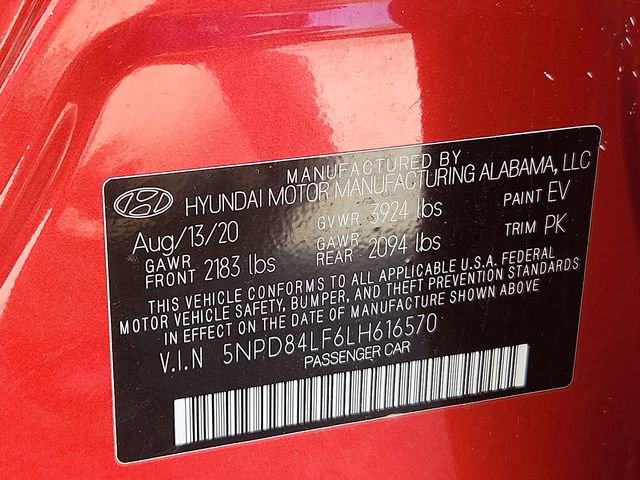 MANUFACTURED BY
HYUNDAI MOTOR MANUFACTURING ALABAMA, LLC
Aug/13/20 GVWR 3924 lbs PAINT EV
GAWR FRONT 2183 lbs GAWR REAR 2094 lbs TRIM PK
THIS VEHICLE CONFORMS TO ALL APPLICABLE U.S.A. FEDERAL
MOTOR VEHICLE SAFETY, BUMPER, AND THEFT PREVENTION STANDARDS
IN EFFECT ON THE DATE OF MANUFACTURE SHOWN ABOVE
V.I.N 5NPD84LF6LH616570
PASSENGER CAR